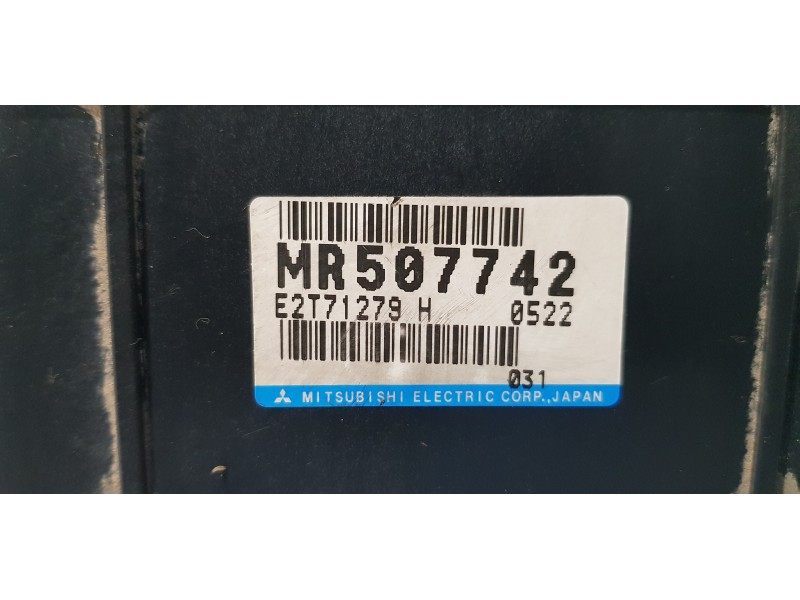 MR507742
E2T71279 H 0522
031
MITSUBISHI ELECTRIC CORP., JAPAN